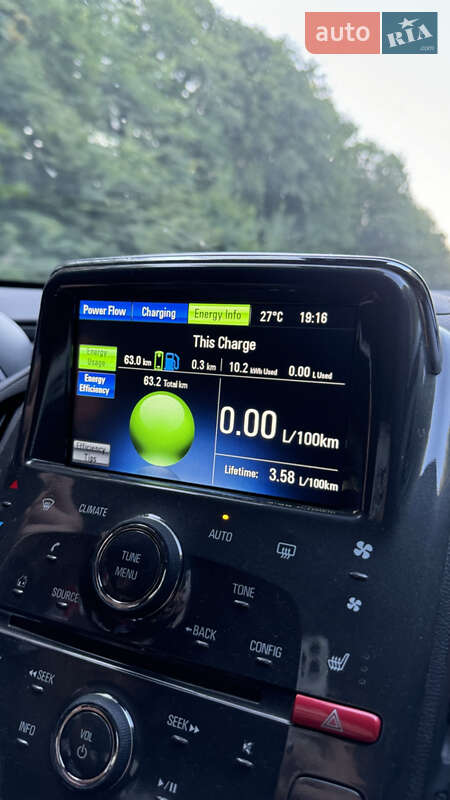 auto RIA .com
Power Flow Charging Energy Info 27°C 19:16
This Charge
Energy Usage
63.0 km 0.3 km 10.2 kWh Used 0.00 L Used
Energy Efficiency
63.2 Total km
0.00 L/100km
Efficiency Tips
Lifetime: 3.58 L/100km
CLIMATE
AUTO
TUNE
MENU
SOURCE
TONE
BACK
CONFIG
SEEK
INFO
VOL
SEEK